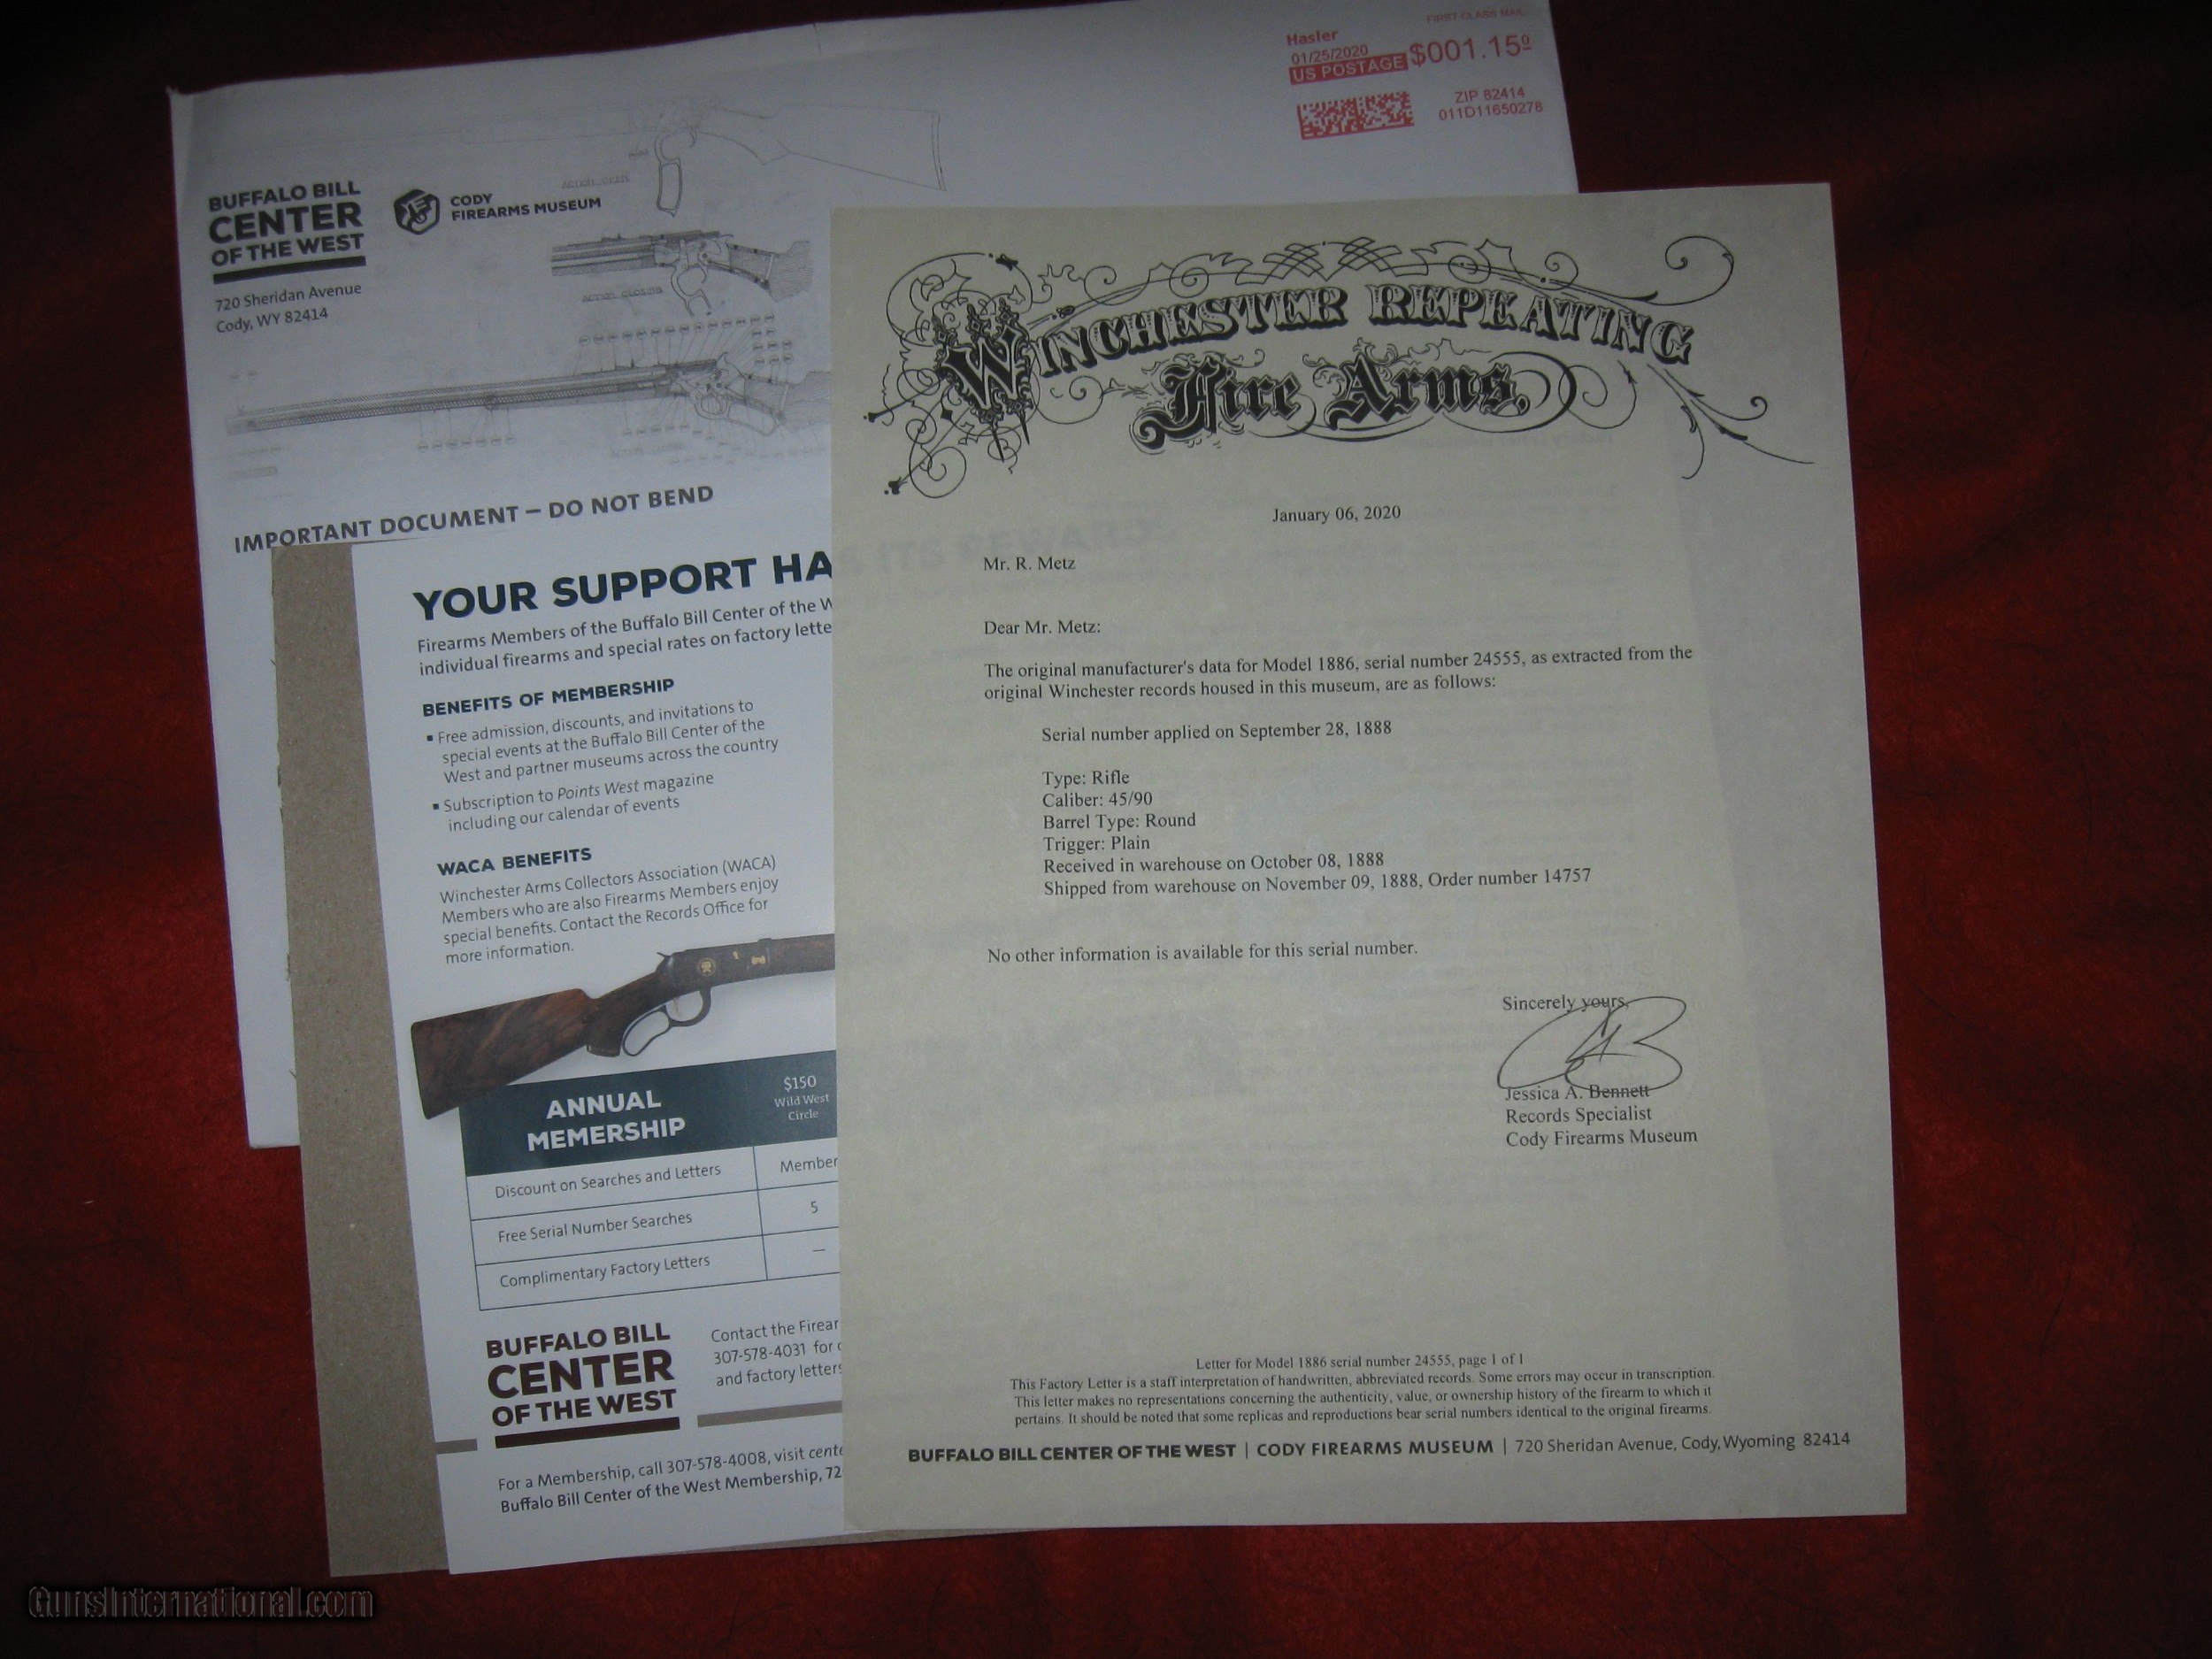 FIRST-CLASS MAIL
Hasler
01/25/2020
US POSTAGE $001.15⁰
ZIP 82414
011D11650278
BUFFALO BILL
CENTER
OF THE WEST
CODY
FIREARMS MUSEUM
720 Sheridan Avenue
Cody, WY 82414
ACTION OPEN
ACTION CLOSING
IMPORTANT DOCUMENT – DO NOT BEND
YOUR SUPPORT HA
Firearms Members of the Buffalo Bill Center of the W
individual firearms and special rates on factory lette
BENEFITS OF MEMBERSHIP
▪ Free admission, discounts, and invitations to
special events at the Buffalo Bill Center of the
West and partner museums across the country
▪ Subscription to Points West magazine
including our calendar of events
WACA BENEFITS
Winchester Arms Collectors Association (WACA)
Members who are also Firearms Members enjoy
special benefits. Contact the Records Office for
more information.
ANNUAL
MEMERSHIP
$150
Wild West
Circle
Discount on Searches and Letters Member
Free Serial Number Searches 5
Complimentary Factory Letters —
BUFFALO BILL
CENTER
OF THE WEST
Contact the Firear
307-578-4031 for
and factory letters
For a Membership, call 307-578-4008, visit cente
Buffalo Bill Center of the West Membership, 72
WINCHESTER REPEATING
Fire Arms,
January 06, 2020
Mr. R. Metz
Dear Mr. Metz:
The original manufacturer's data for Model 1886, serial number 24555, as extracted from the
original Winchester records housed in this museum, are as follows:
Serial number applied on September 28, 1888
Type: Rifle
Caliber: 45/90
Barrel Type: Round
Trigger: Plain
Received in warehouse on October 08, 1888
Shipped from warehouse on November 09, 1888, Order number 14757
No other information is available for this serial number.
Sincerely yours,
Jessica A. Bennett
Records Specialist
Cody Firearms Museum
Letter for Model 1886 serial number 24555, page 1 of 1
This Factory Letter is a staff interpretation of handwritten, abbreviated records. Some errors may occur in transcription.
This letter makes no representations concerning the authenticity, value, or ownership history of the firearm to which it
pertains. It should be noted that some replicas and reproductions bear serial numbers identical to the original firearms.
BUFFALO BILL CENTER OF THE WEST | CODY FIREARMS MUSEUM | 720 Sheridan Avenue, Cody, Wyoming 82414
GunsInternational.com